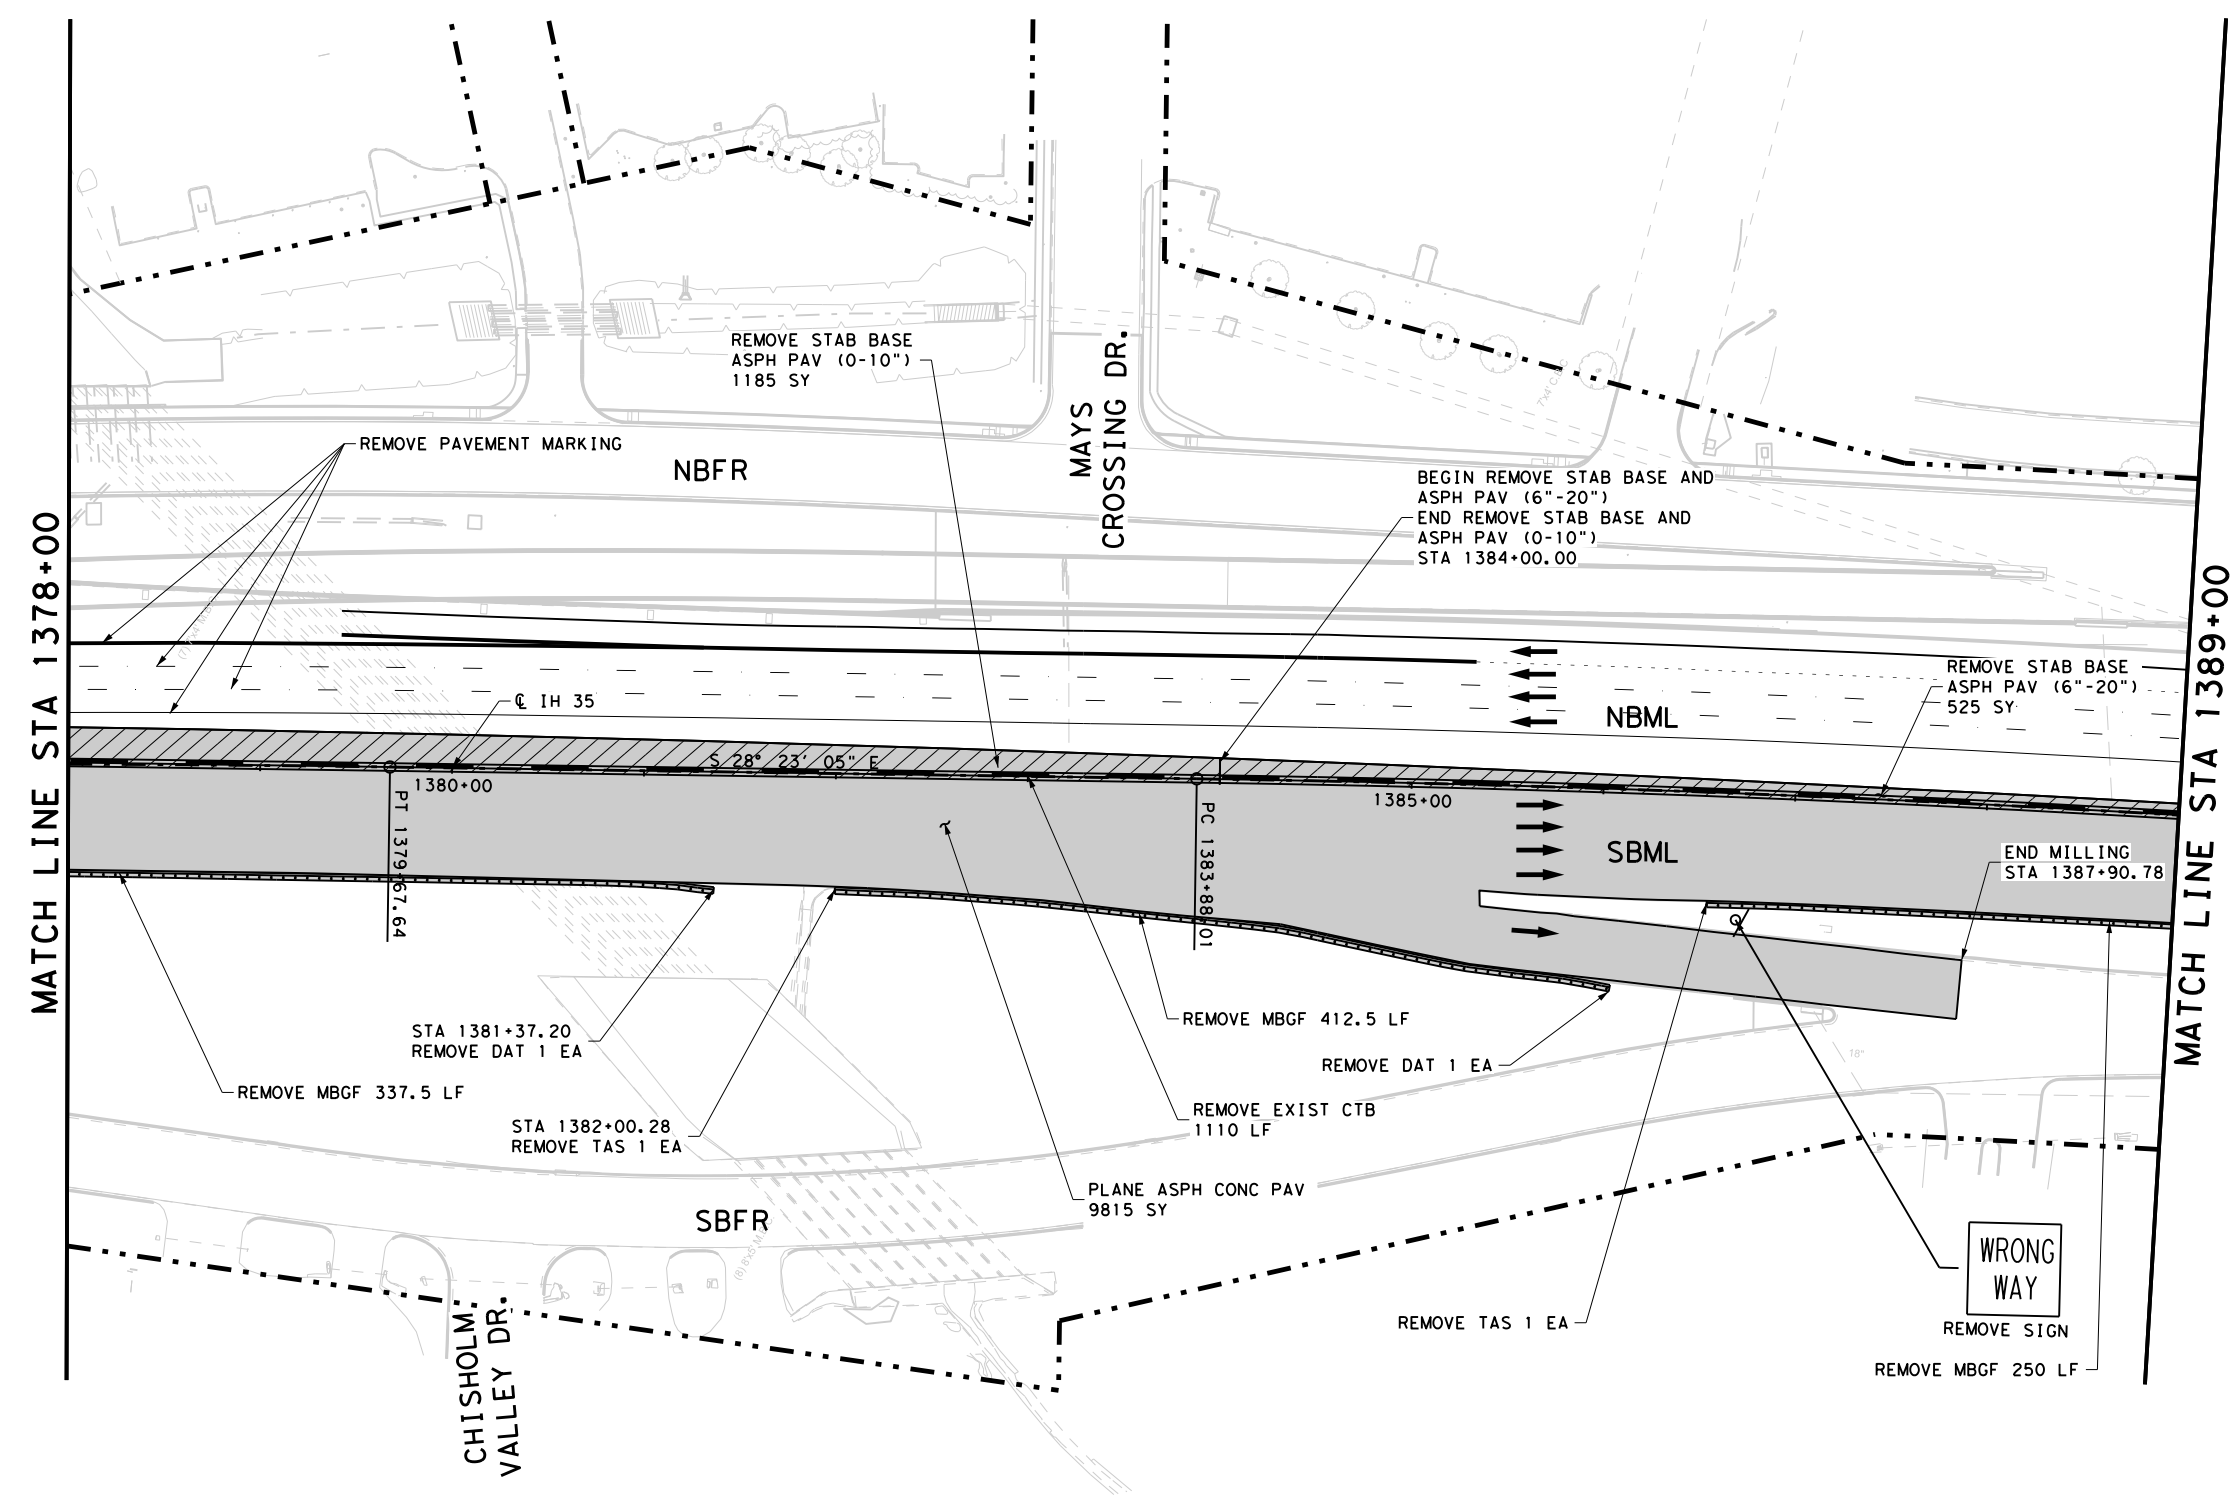 REMOVE STAB BASE
ASPH PAV (0-10")
1185 SY
REMOVE PAVEMENT MARKING
NBFR
MAYS
CROSSING DR.
BEGIN REMOVE STAB BASE AND
ASPH PAV (6"-20")
END REMOVE STAB BASE AND
ASPH PAV (0-10")
STA 1384+00.00
MATCH LINE STA 1378+00
MATCH LINE STA 1389+00
REMOVE STAB BASE
ASPH PAV (6"-20")
525 SY
℄ IH 35
NBML
S 28° 23' 05" E
1380+00
1385+00
PT 1379+67.64
PC 1383+88.01
SBML
END MILLING
STA 1387+90.78
STA 1381+37.20
REMOVE DAT 1 EA
REMOVE MBGF 412.5 LF
REMOVE DAT 1 EA
REMOVE MBGF 337.5 LF
18"
REMOVE EXIST CTB
1110 LF
STA 1382+00.28
REMOVE TAS 1 EA
PLANE ASPH CONC PAV
9815 SY
SBFR
WRONG
WAY
REMOVE SIGN
REMOVE TAS 1 EA
REMOVE MBGF 250 LF
CHISHOLM
VALLEY DR.